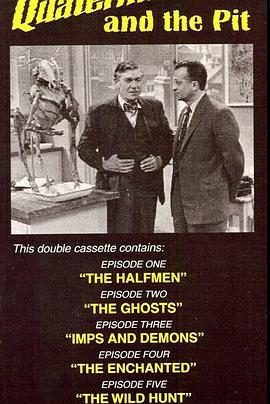 and the Pit
This double cassette contains:
EPISODE ONE
“THE HALFMEN”
EPISODE TWO
“THE GHOSTS”
EPISODE THREE
“IMPS AND DEMONS”
EPISODE FOUR
“THE ENCHANTED”
EPISODE FIVE
“THE WILD HUNT”